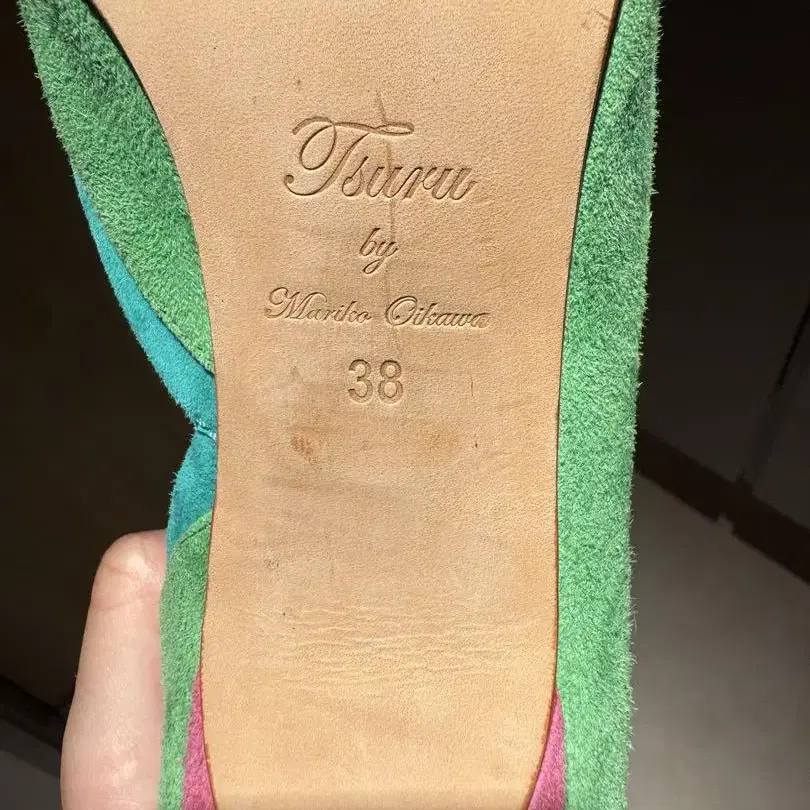 Tsuru
by
Mariko Oikawa
38